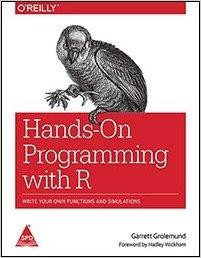 O'REILLY®
Hands-On
Programming
with R
WRITE YOUR OWN FUNCTIONS AND SIMULATIONS
SPD
Garrett Grolemund
Foreword by Hadley Wickham